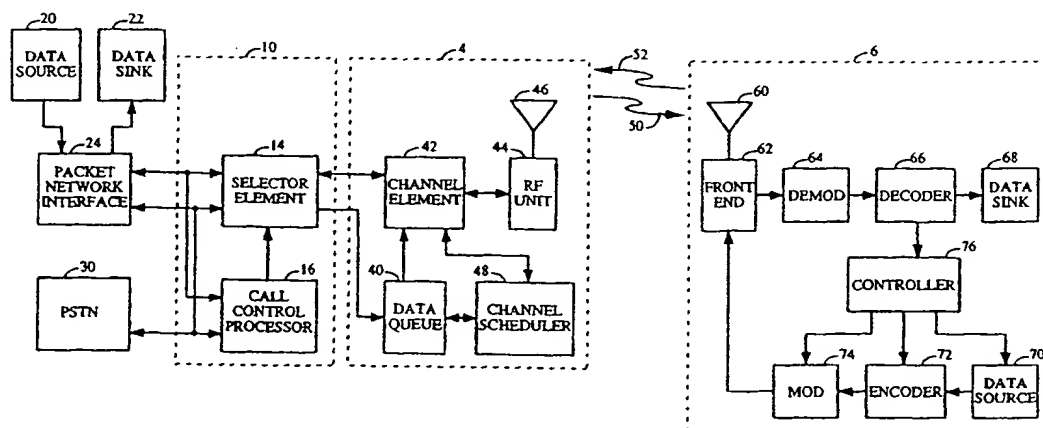 20
22
10
4
52
6
DATA
SOURCE
DATA
SINK
46
60
50
24
14
42
44
62
64
66
68
PACKET
NETWORK
INTERFACE
SELECTOR
ELEMENT
CHANNEL
ELEMENT
RF
UNIT
FRONT
END
DEMOD
DECODER
DATA
SINK
30
16
40
48
76
PSTN
CALL
CONTROL
PROCESSOR
DATA
QUEUE
CHANNEL
SCHEDULER
CONTROLLER
74
72
70
MOD
ENCODER
DATA
SOURCE